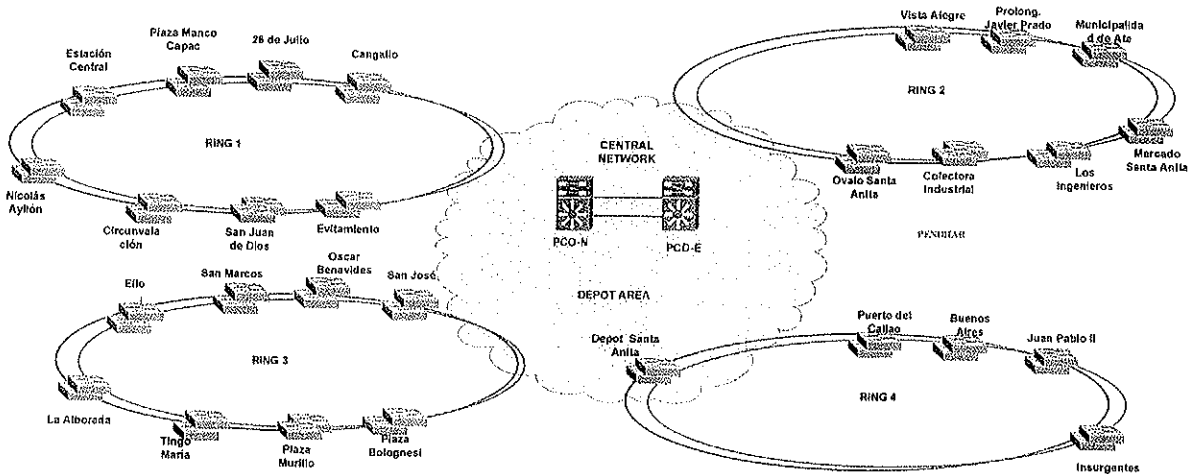 Estación
Central
Plaza Manco
Capac
28 de Julio
Cangallo
RING 1
Nicolás
Ayllón
Circunvala
ción
San Juan
de Dios
Evitamiento
Vista Alegre
Prolong.
Javier Prado
Municipalida
d de Ate
RING 2
Ovalo Santa
Anita
Colectora
Industrial
Los
Ingenieros
Mercado
Santa Anita
CENTRAL
NETWORK
PCO-N
PCD-E
DEPOT AREA
Elio
San Marcos
Oscar
Benavides
San José
RING 3
La Alborada
Tingo
María
Plaza
Murillo
Plaza
Bolognesi
Depot Santa
Anita
Puerto del
Callao
Buenos
Aires
Juan Pablo II
RING 4
Insurgentes